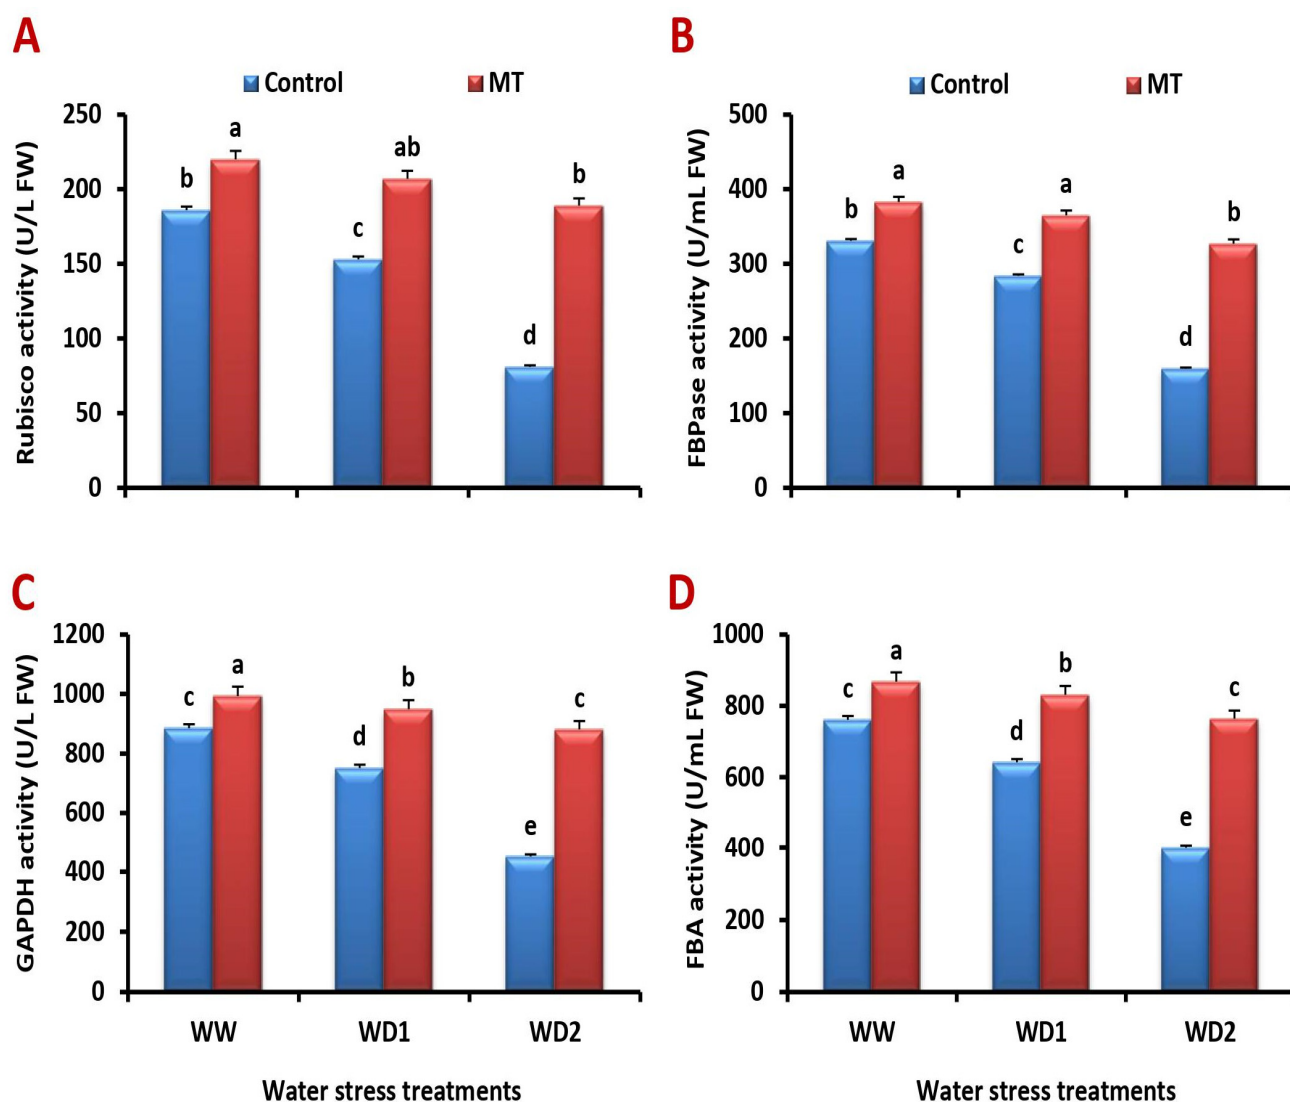 A
Control MT
Rubisco activity (U/L FW)
250
200
150
100
50
0
b a
c ab
d b
B
Control MT
FBPase activity (U/mL FW)
500
400
300
200
100
0
b a
c a
d b
C
GAPDH activity (U/L FW)
1200
1000
800
600
400
200
0
c a
d b
e c
WW WD1 WD2
Water stress treatments
D
FBA activity (U/mL FW)
1000
800
600
400
200
0
c a
d b
e c
WW WD1 WD2
Water stress treatments